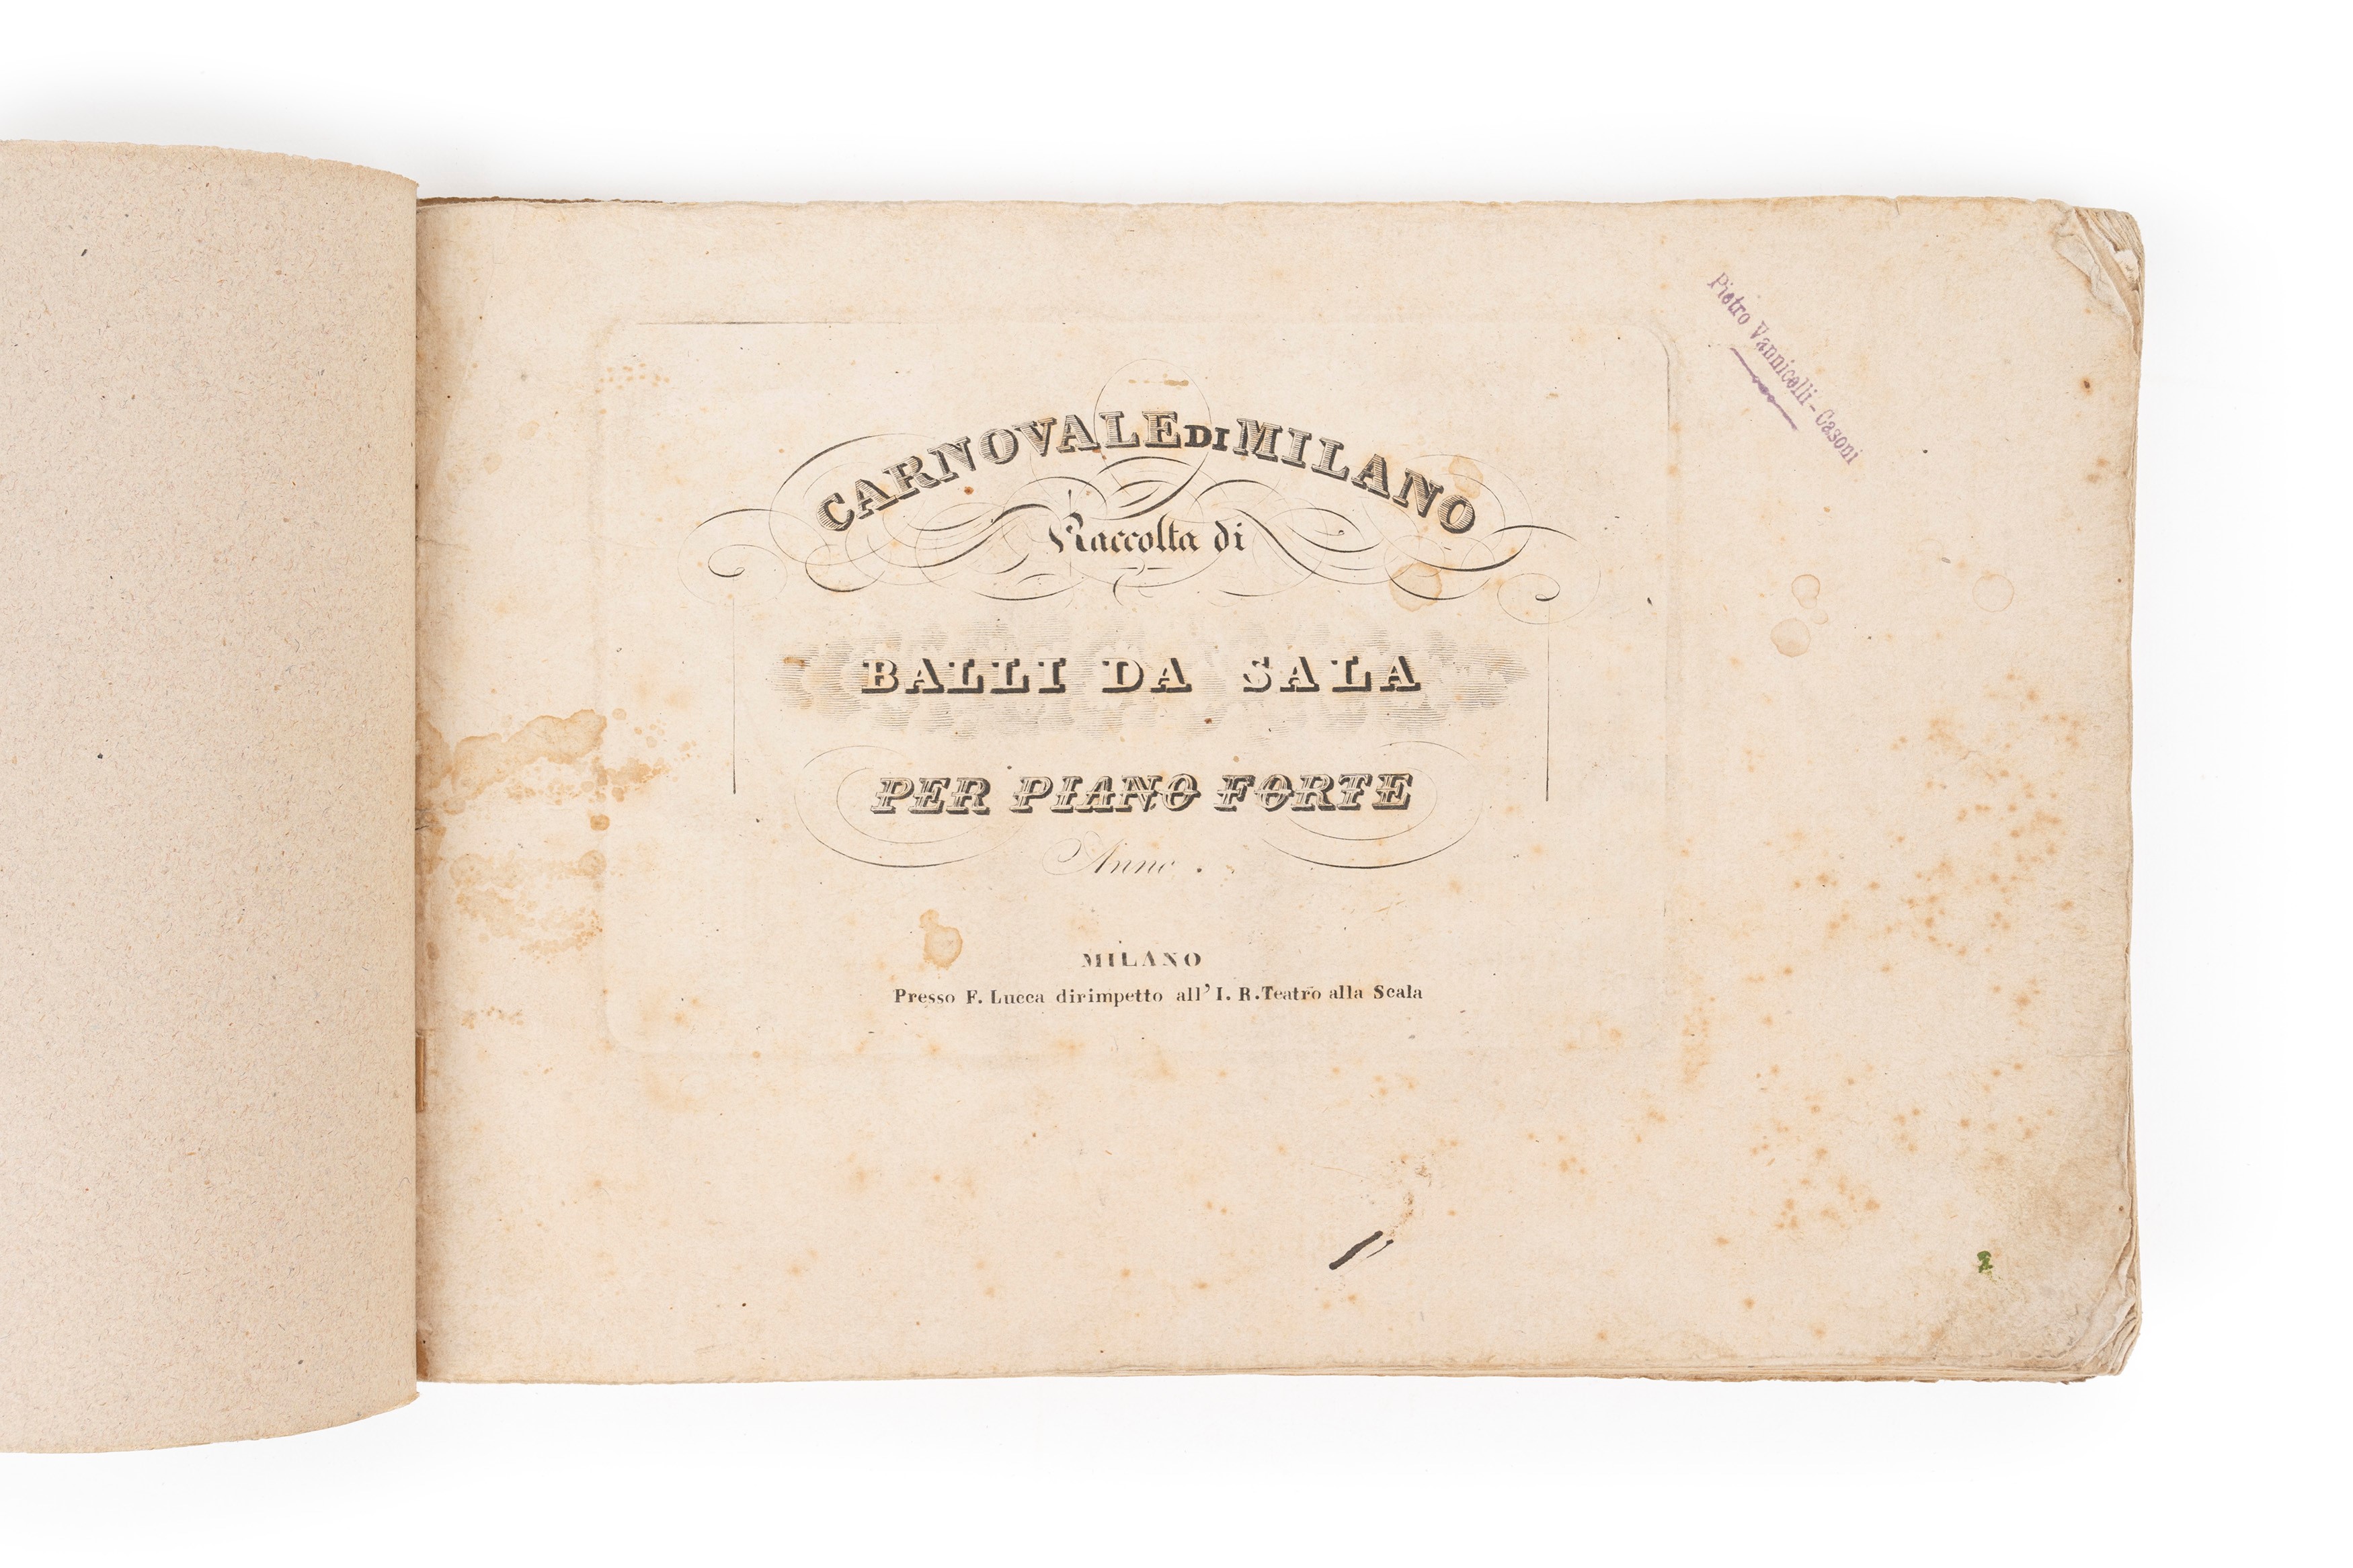 CARNOVALE DI MILANO
Raccolta di
BALLI DA SALA
PER PIANO FORTE
Anno .
MILANO
Presso F. Lucca dirimpetto all' I. R. Teatro alla Scala
Pietro Vannicelli-Casoni
2